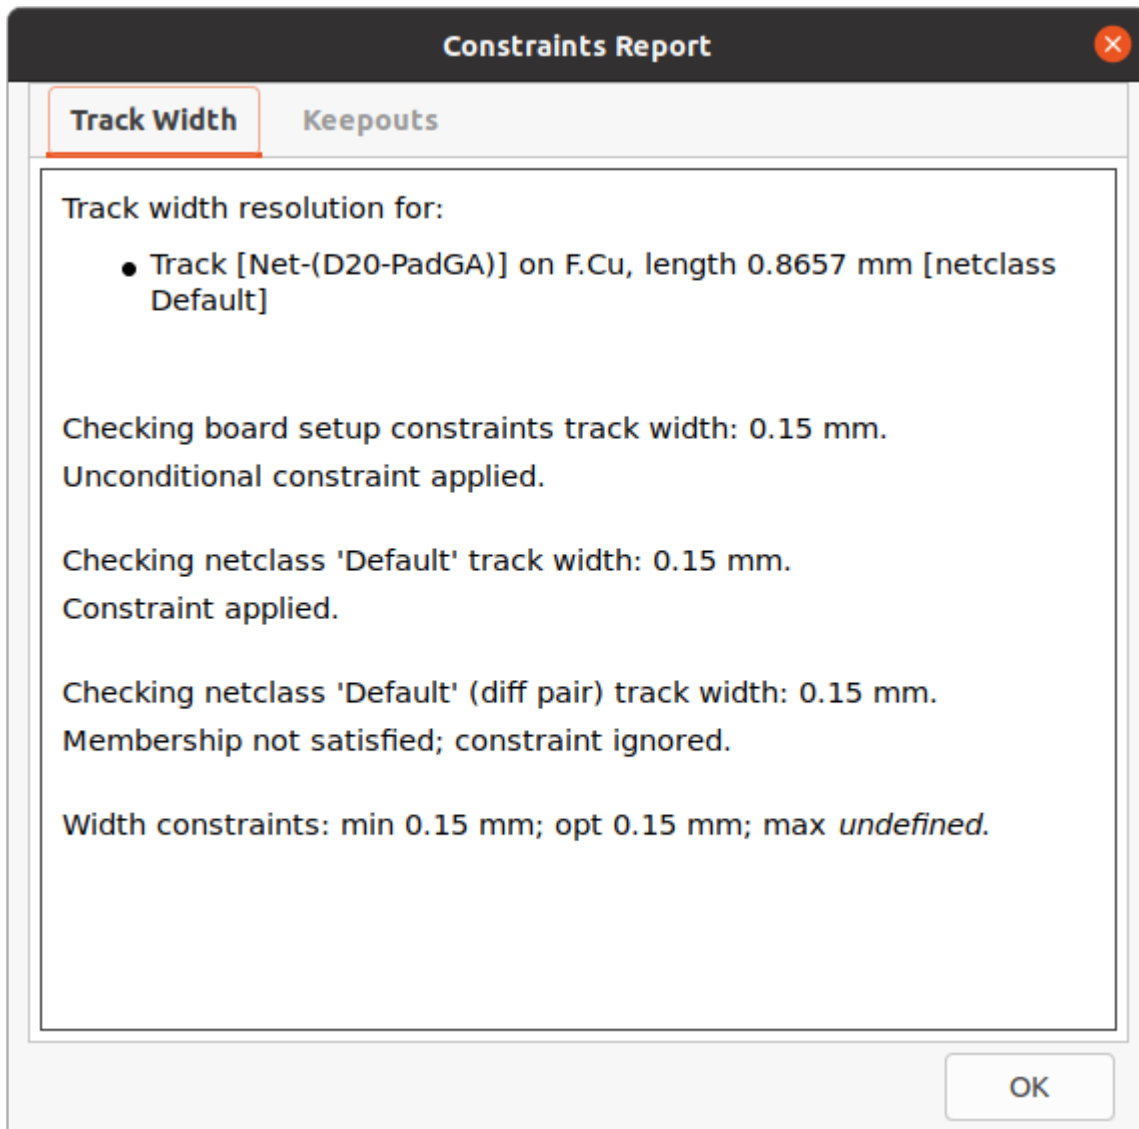 Constraints Report
Track Width
Keepouts
Track width resolution for:
● Track [Net-(D20-PadGA)] on F.Cu, length 0.8657 mm [netclass
Default]
Checking board setup constraints track width: 0.15 mm.
Unconditional constraint applied.
Checking netclass 'Default' track width: 0.15 mm.
Constraint applied.
Checking netclass 'Default' (diff pair) track width: 0.15 mm.
Membership not satisfied; constraint ignored.
Width constraints: min 0.15 mm; opt 0.15 mm; max undefined.
OK